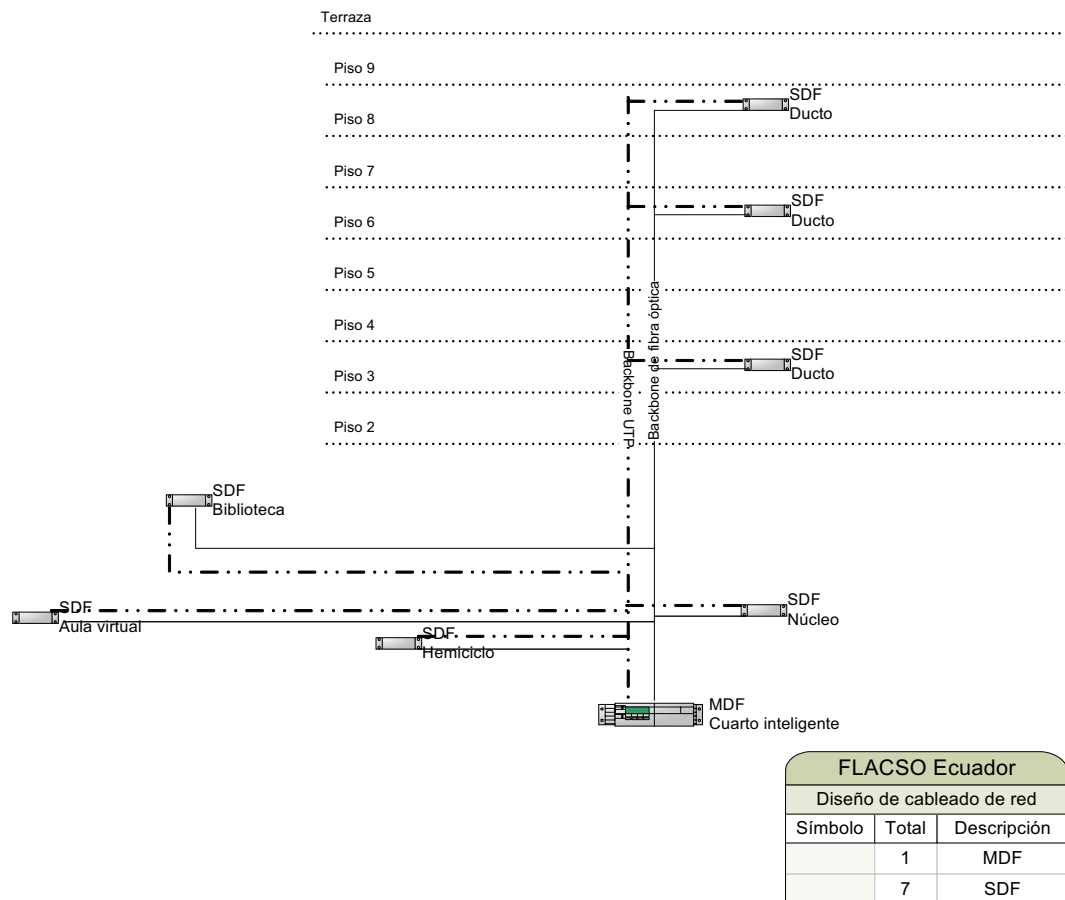 Terraza
Piso 9
SDF
Ducto
Piso 8
Piso 7
SDF
Ducto
Piso 6
Piso 5
Piso 4
Backbone de fibra óptica
Backbone UTP
SDF
Ducto
Piso 3
Piso 2
SDF
Biblioteca
SDF
Aula virtual
SDF
Núcleo
SDF
Hemiciclo
MDF
Cuarto inteligente
FLACSO Ecuador
Diseño de cableado de red
Símbolo Total Descripción
1 MDF
7 SDF